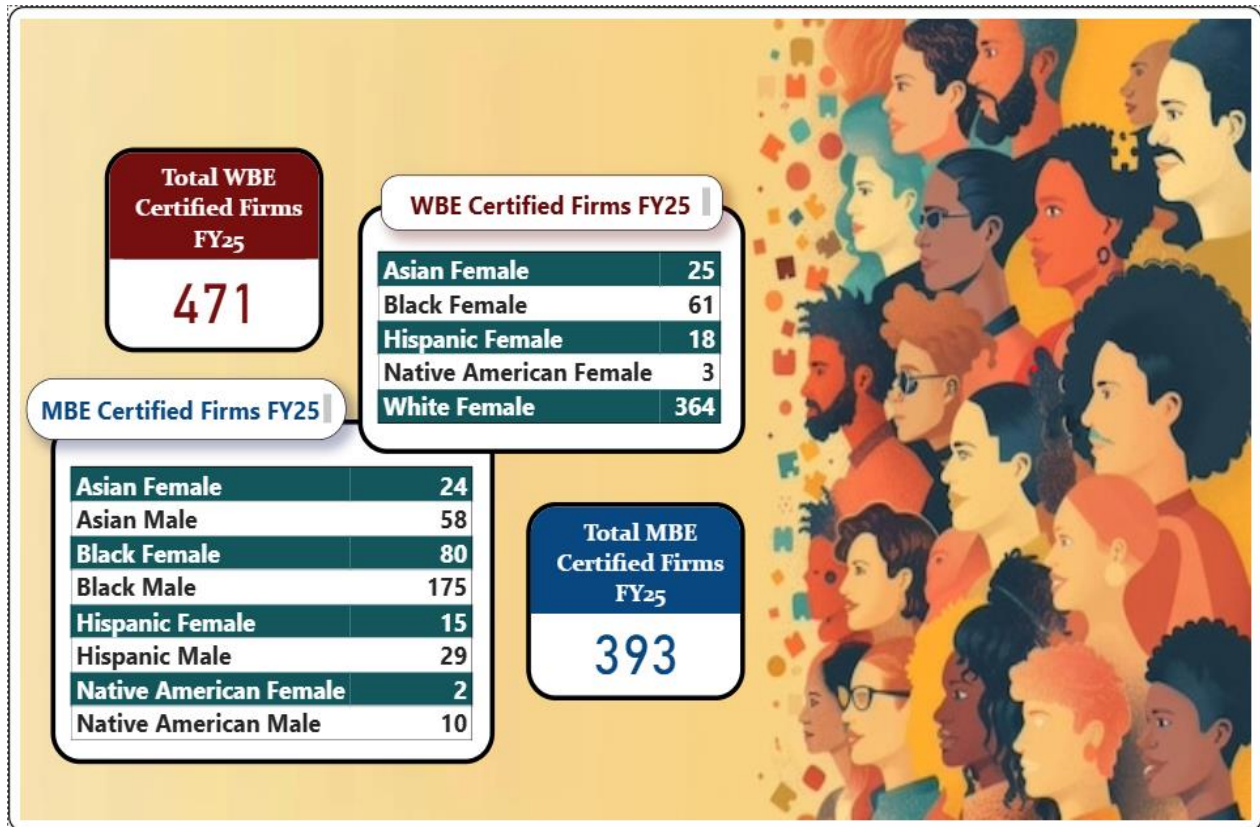 Total WBE
Certified Firms
FY25
471
WBE Certified Firms FY25
Asian Female 25
Black Female 61
Hispanic Female 18
Native American Female 3
White Female 364
MBE Certified Firms FY25
Asian Female 24
Asian Male 58
Black Female 80
Black Male 175
Hispanic Female 15
Hispanic Male 29
Native American Female 2
Native American Male 10
Total MBE
Certified Firms
FY25
393